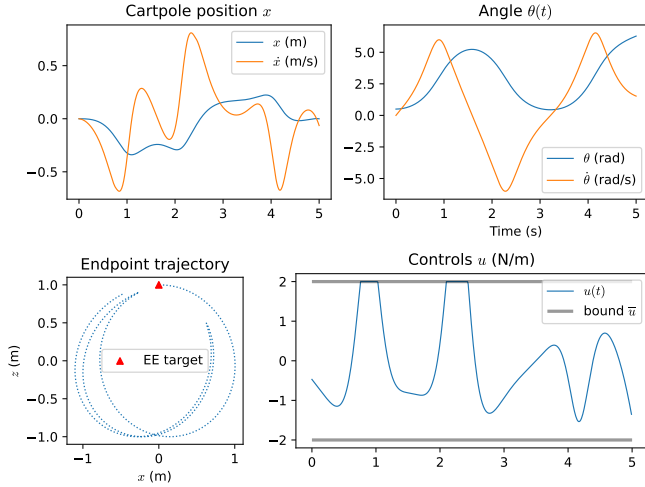 Cartpole position x
x (m)
ẋ (m/s)
0.5
0.0
−0.5
0 1 2 3 4 5
Angle θ(t)
5.0
2.5
0.0
−2.5
−5.0
θ (rad)
θ̇ (rad/s)
0 1 2 3 4 5
Time (s)
Endpoint trajectory
1.0
0.5
0.0
−0.5
−1.0
z (m)
EE target
−1 0 1
x (m)
Controls u (N/m)
2
1
0
−1
−2
u(t)
bound u̅
0 1 2 3 4 5